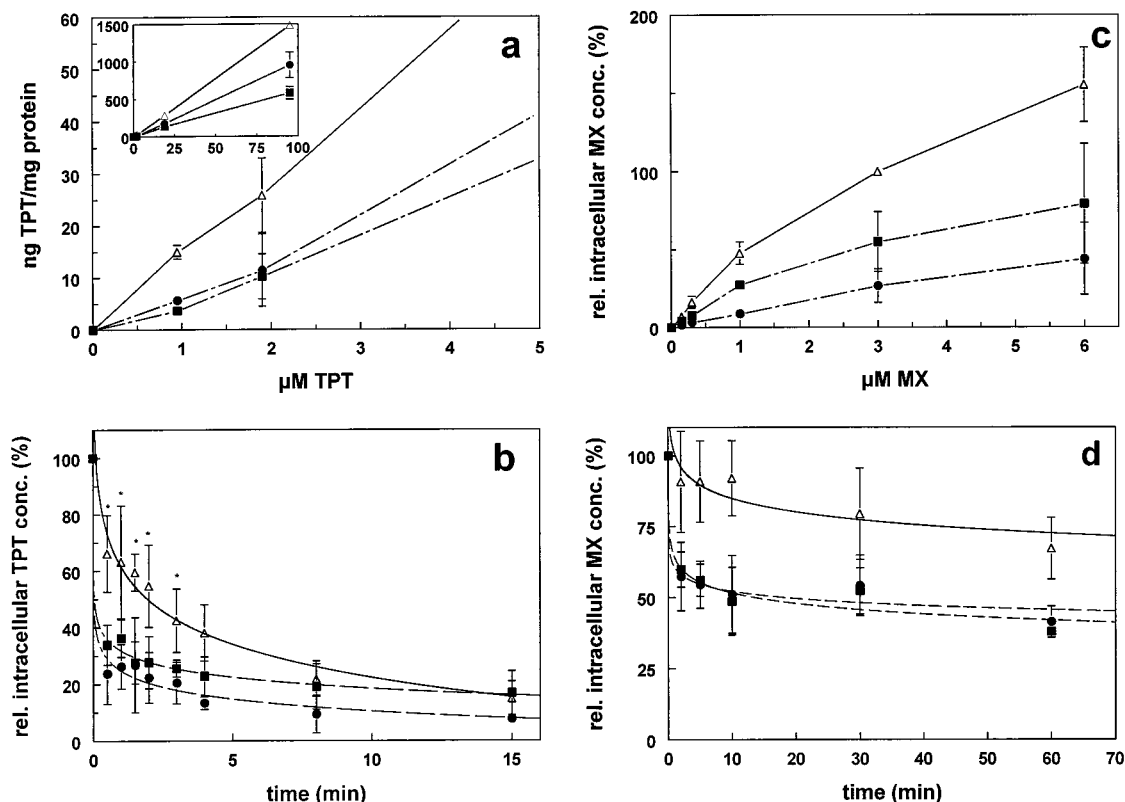 a
ng TPT/mg protein
60
50
40
30
20
10
0
1500
1000
500
0
0 25 50 75 100
0 1 2 3 4 5
µM TPT
c
rel. intracellular MX conc. (%)
200
150
100
50
0
0 1 2 3 4 5 6
µM MX
b
rel. intracellular TPT conc. (%)
100
80
60
40
20
0
* * * * *
0 5 10 15
time (min)
d
rel. intracellular MX conc. (%)
100
75
50
25
0
0 10 20 30 40 50 60 70
time (min)